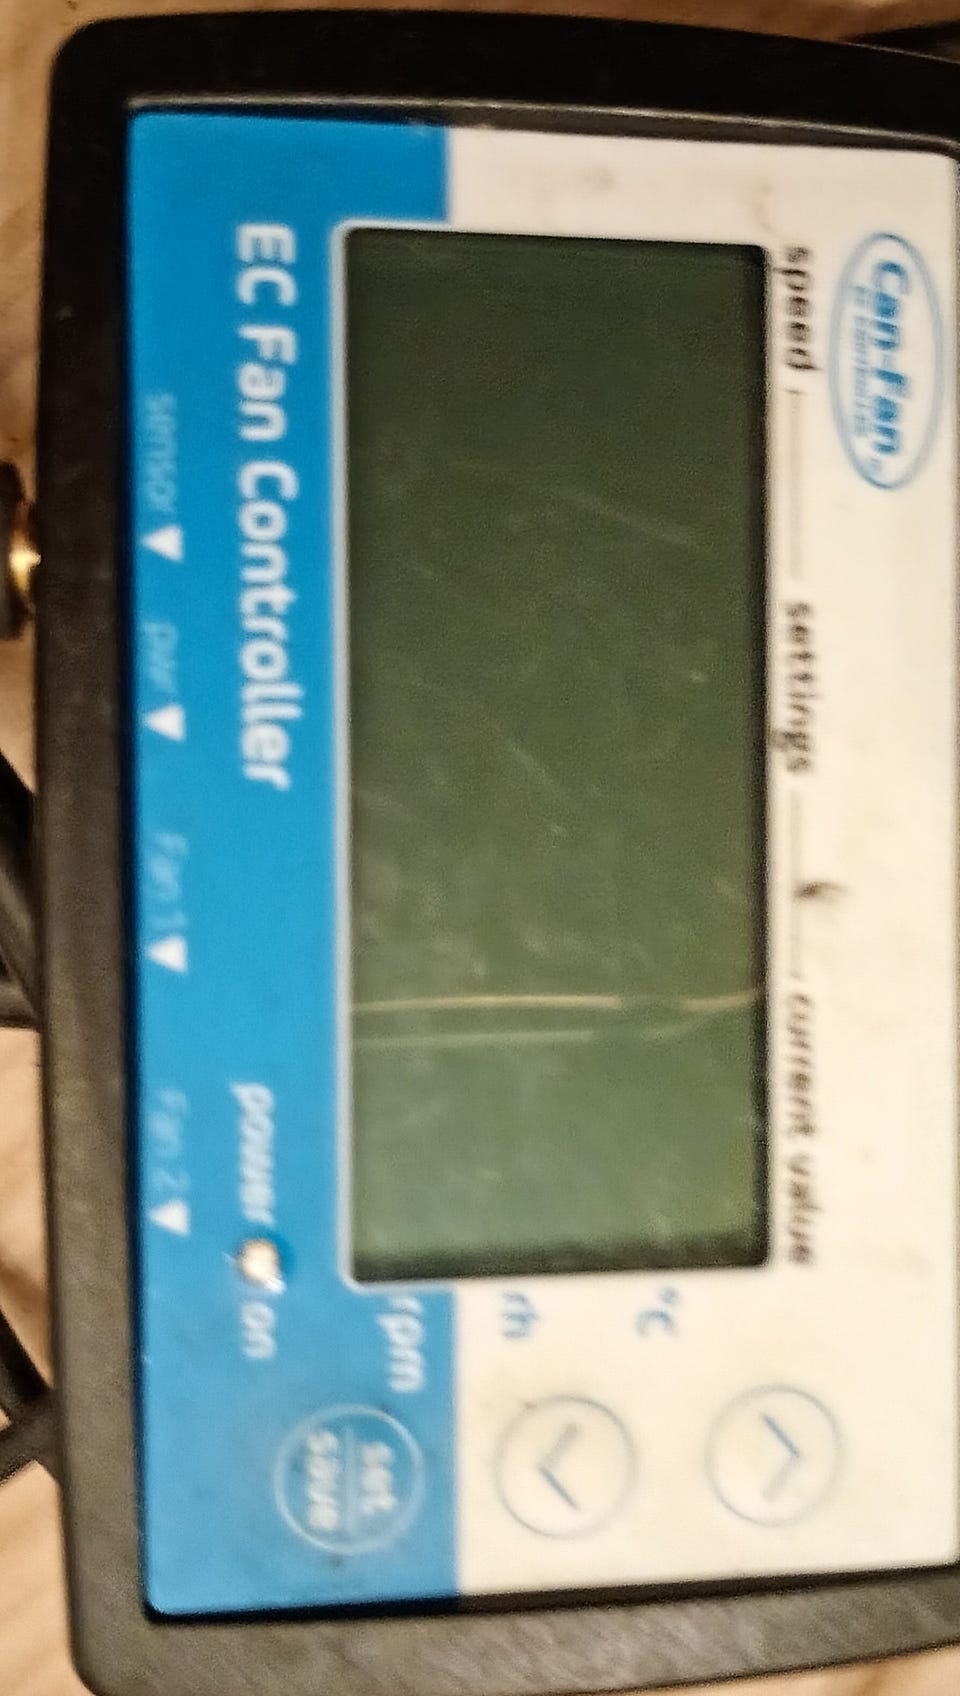 Can-Fan
speed settings current value
°C
rh
rpm
EC Fan Controller power on
set
save
sensor pwr Fan 1 Fan 2